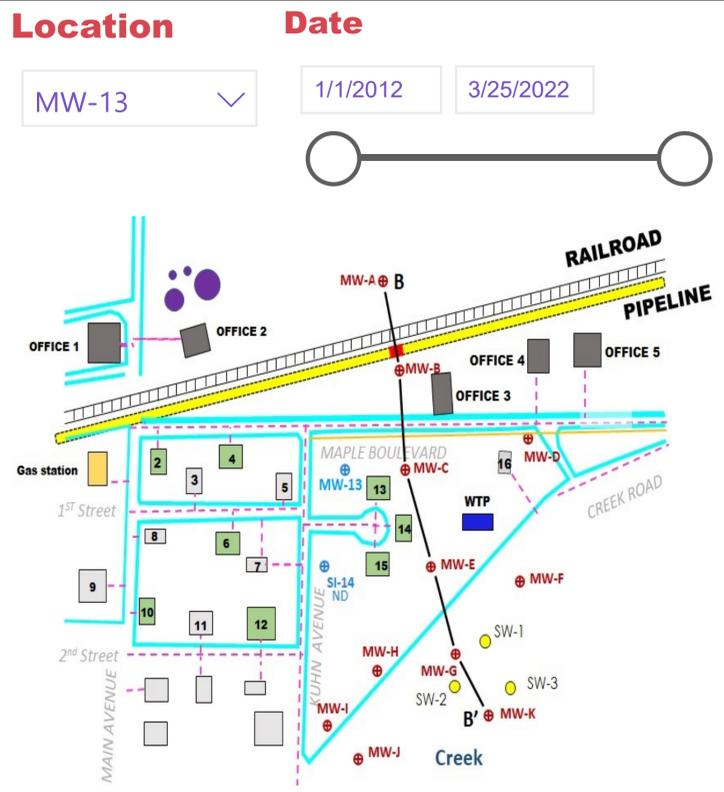 Location
Date
MW-13
1/1/2012
3/25/2022
RAILROAD
MW-A
B
PIPELINE
OFFICE 1
OFFICE 2
OFFICE 4
OFFICE 5
MW-B
OFFICE 3
MAPLE BOULEVARD
MW-D
Gas station
2
4
MW-C
16
3
5
MW-13
13
CREEK ROAD
1ST Street
WTP
8
6
14
7
15
MW-E
9
SI-14
ND
MW-F
10
11
12
KUHN AVENUE
SW-1
2nd Street
MW-H
MW-G
SW-2
SW-3
MAIN AVENUE
MW-I
B'
MW-K
MW-J
Creek